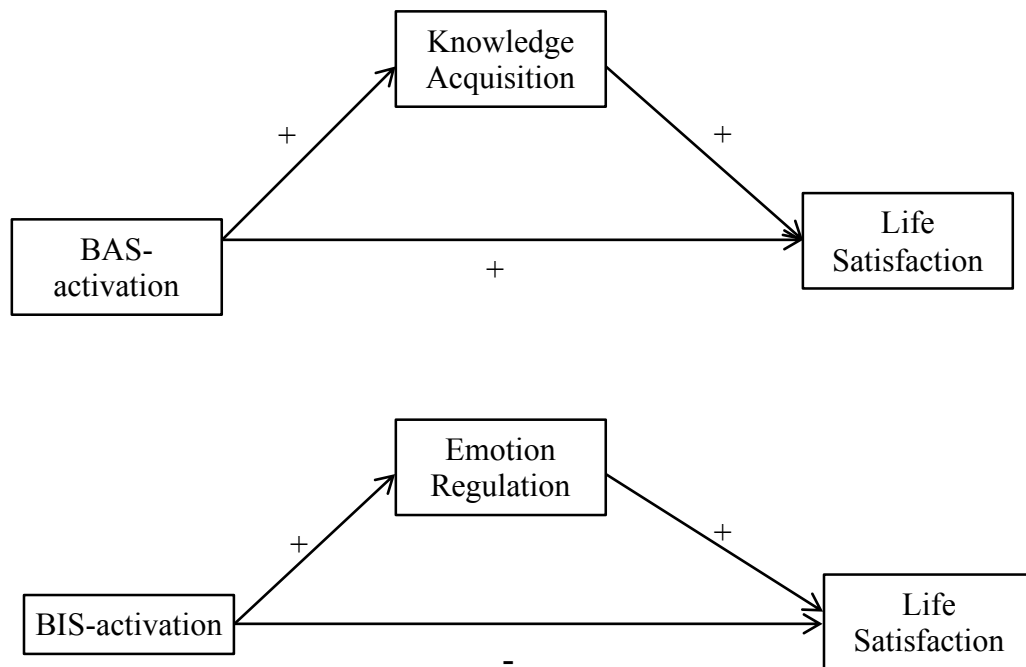 Knowledge
Acquisition
+
+
BAS-
activation
+
Life
Satisfaction
Emotion
Regulation
+
+
BIS-activation
-
Life
Satisfaction